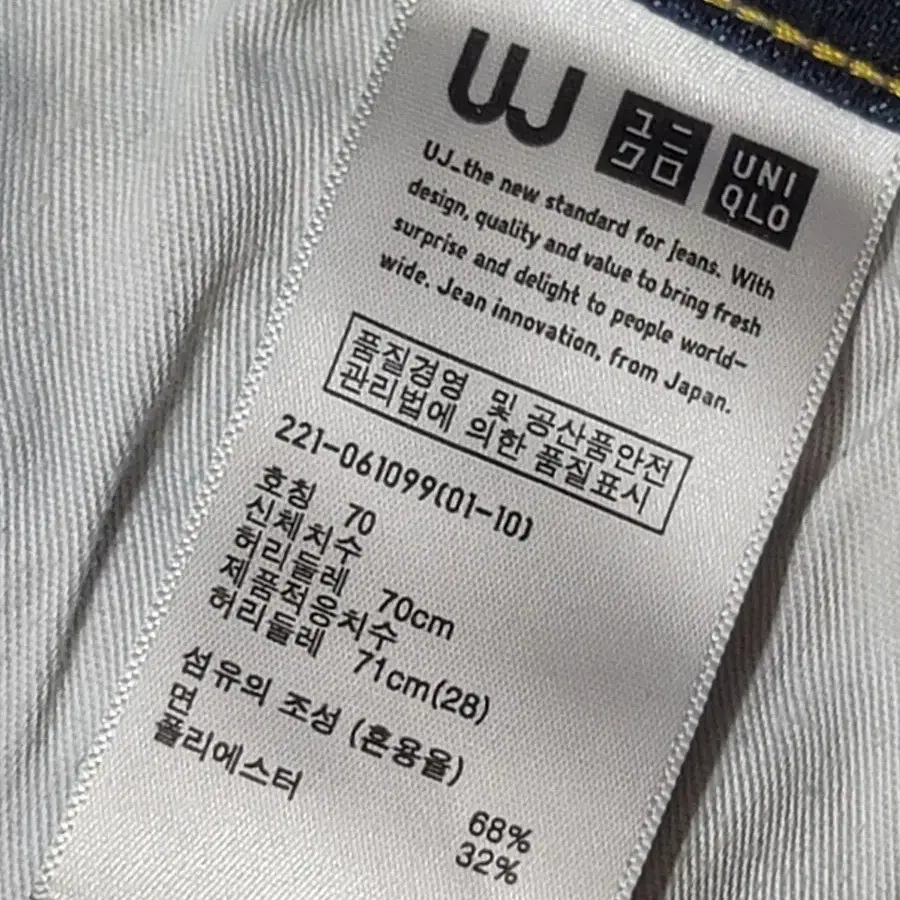 UJ
ユニ
クロ
UNI
QLO
UJ_the new standard for jeans. With
design, quality and value to bring fresh
surprise and delight to people world-
wide. Jean innovation, from Japan.
품질경영 및 공산품안전
관리법에 의한 품질표시
221-061099(01-10)
호칭 70
신체치수
허리둘레 70cm
제품적응치수
허리둘레 71cm(28)
섬유의 조성 (혼용율)
면 68%
폴리에스터 32%